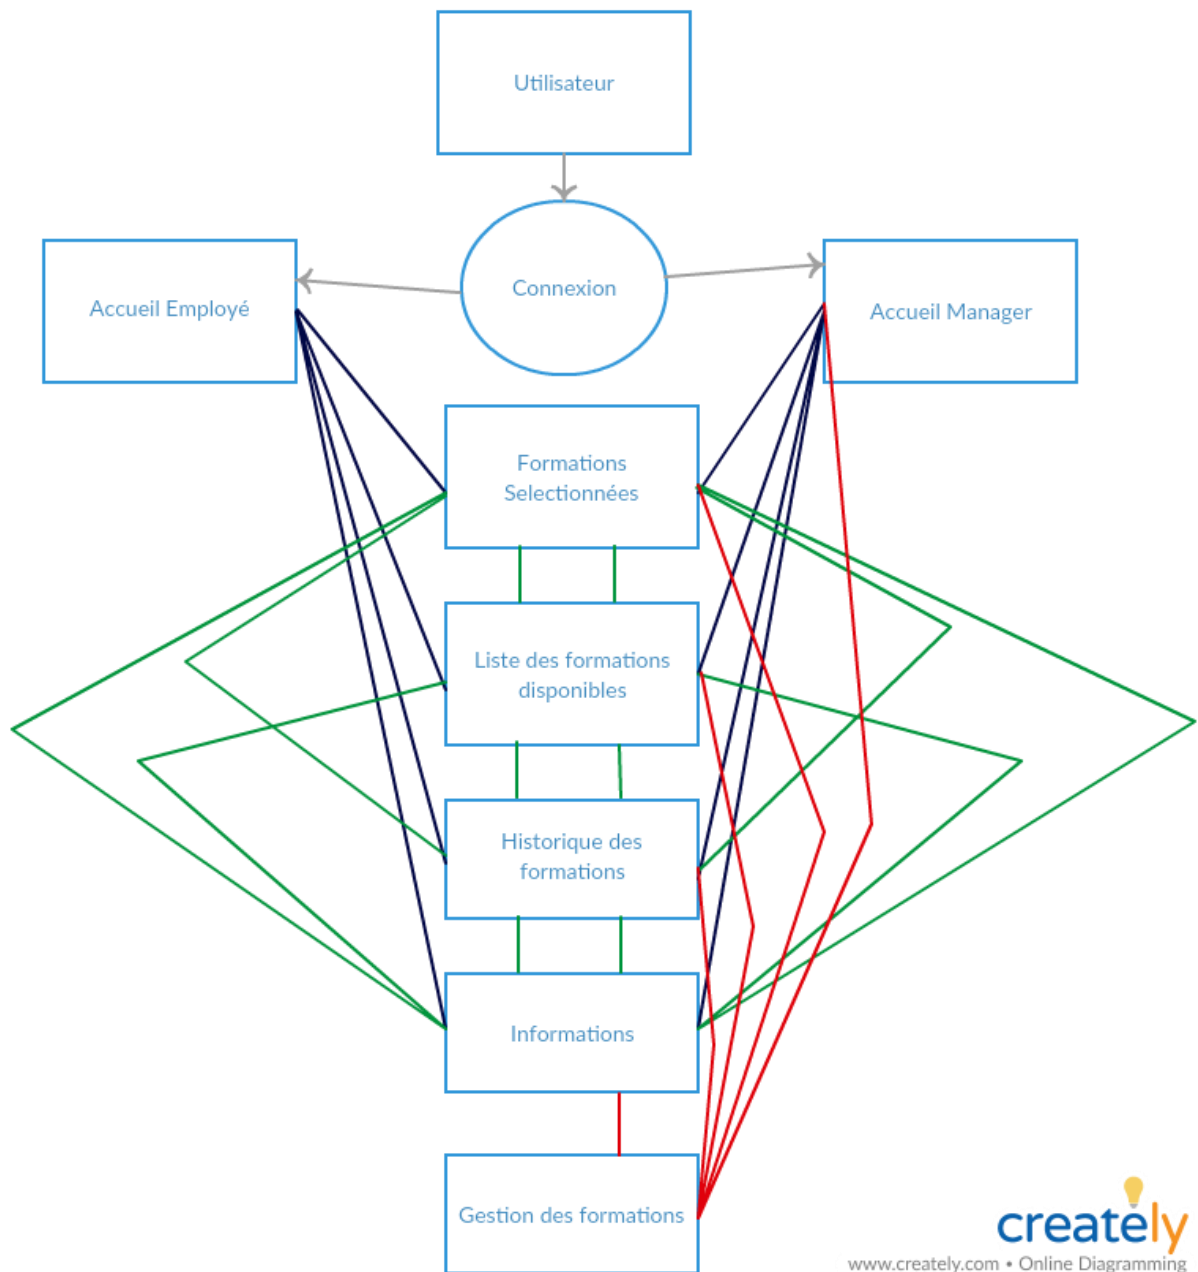 Utilisateur
Connexion
Accueil Employé
Accueil Manager
Formations
Selectionnées
Liste des formations
disponibles
Historique des
formations
Informations
Gestion des formations
creately
www.creately.com • Online Diagramming